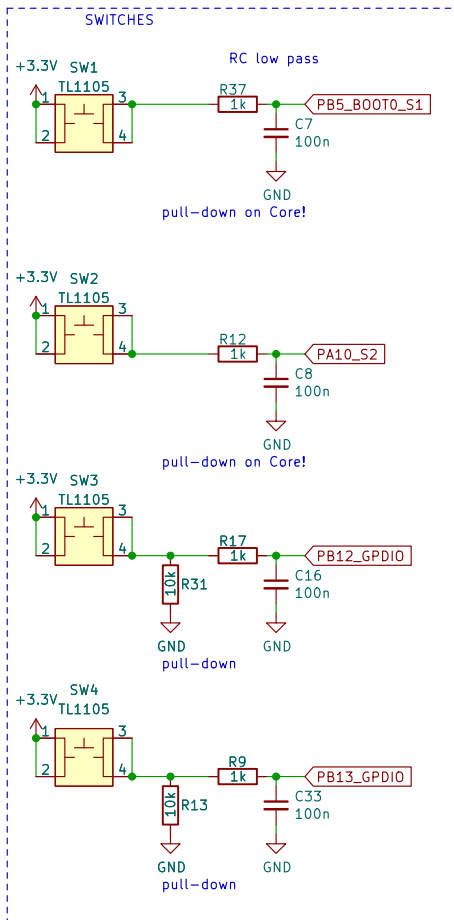 SWITCHES
RC low pass
+3.3V
SW1
TL1105
1
2
3
4
R37
1k
PB5_BOOT0_S1
C7
100n
GND
pull-down on Core!
+3.3V
SW2
TL1105
1
2
3
4
R12
1k
PA10_S2
C8
100n
GND
pull-down on Core!
+3.3V
SW3
TL1105
1
2
3
4
R17
1k
PB12_GPDIO
10k
R31
C16
100n
GND
GND
pull-down
+3.3V
SW4
TL1105
1
2
3
4
R9
1k
PB13_GPDIO
10k
R13
C33
100n
GND
GND
pull-down